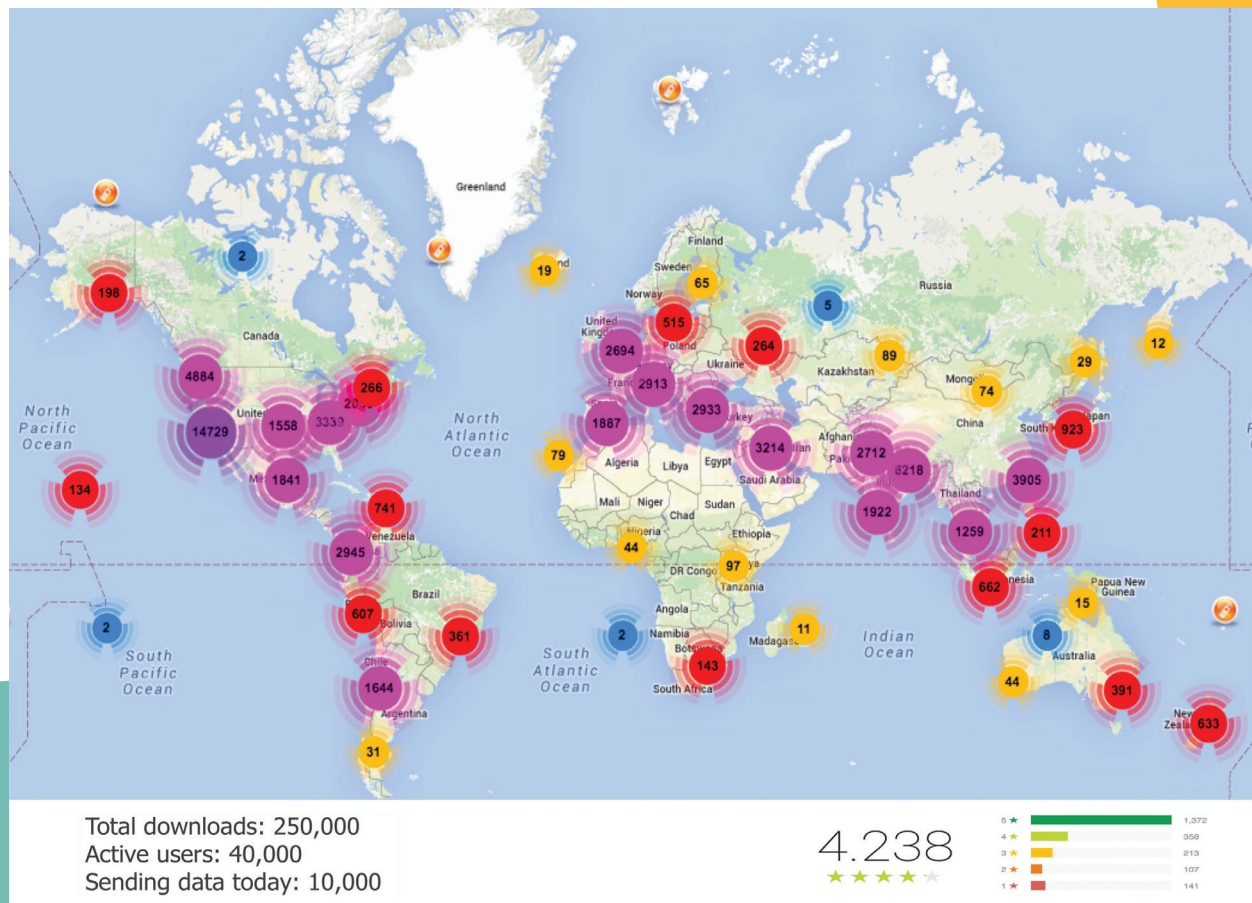 Greenland
2
19
198
Finland
Sweden
65
Russia
Norway
5
Canada
United
515
Poland
264
2694
Ukraine
89
12
29
Kazakhstan
4884
266
2913
74
North
Pacific
Ocean
14729
1558
3339
North
Atlantic
Ocean
1887
2933
China
923
79
Algeria
Libya
Egypt
3214
2712
8218
Saudi Arabia
134
1841
Mali
Niger
Chad
Sudan
Thailand
3905
741
Venezuela
1922
1259
211
2945
44
Ethiopia
DR Congo
97
Tanzania
662
Papua New
Guinea
15
Brazil
607
Bolivia
361
Angola
2
South
Pacific
Ocean
2
Namibia
11
Indian
Ocean
8
Australia
South
Atlantic
Ocean
143
South Africa
Chile
1644
Argentina
44
391
New
633
31
Total downloads: 250,000
Active users: 40,000
Sending data today: 10,000
4.238
5 ★ 1,372
4 ★ 358
3 ★ 213
2 ★ 107
1 ★ 141